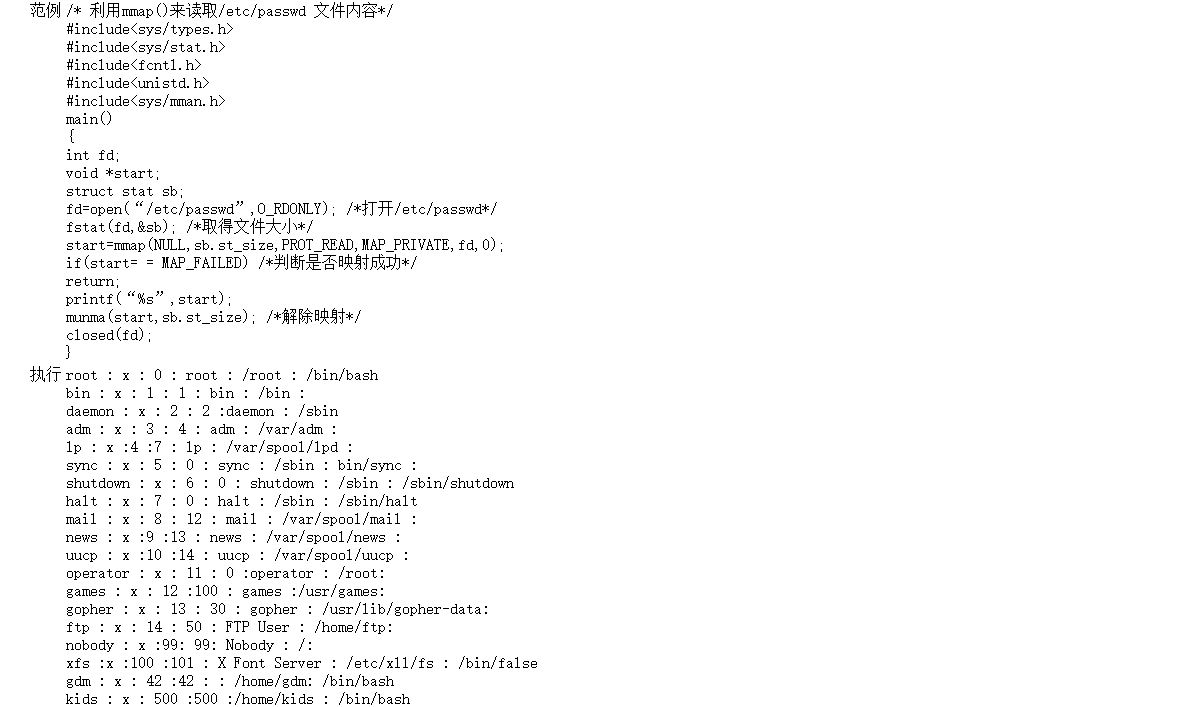 范例 /* 利用mmap()来读取/etc/passwd 文件内容*/
#include<sys/types.h>
#include<sys/stat.h>
#include<fcntl.h>
#include<unistd.h>
#include<sys/mman.h>
main()
{
int fd;
void *start;
struct stat sb;
fd=open(“/etc/passwd”,O_RDONLY); /*打开/etc/passwd*/
fstat(fd,&sb); /*取得文件大小*/
start=mmap(NULL,sb.st_size,PROT_READ,MAP_PRIVATE,fd,0);
if(start= = MAP_FAILED) /*判断是否映射成功*/
return;
printf(“%s”,start);
munma(start,sb.st_size); /*解除映射*/
closed(fd);
}
执行 root : x : 0 : root : /root : /bin/bash
bin : x : 1 : 1 : bin : /bin :
daemon : x : 2 : 2 :daemon : /sbin
adm : x : 3 : 4 : adm : /var/adm :
lp : x :4 :7 : lp : /var/spool/lpd :
sync : x : 5 : 0 : sync : /sbin : bin/sync :
shutdown : x : 6 : 0 : shutdown : /sbin : /sbin/shutdown
halt : x : 7 : 0 : halt : /sbin : /sbin/halt
mail : x : 8 : 12 : mail : /var/spool/mail :
news : x :9 :13 : news : /var/spool/news :
uucp : x :10 :14 : uucp : /var/spool/uucp :
operator : x : 11 : 0 :operator : /root:
games : x : 12 :100 : games :/usr/games:
gopher : x : 13 : 30 : gopher : /usr/lib/gopher-data:
ftp : x : 14 : 50 : FTP User : /home/ftp:
nobody : x :99: 99: Nobody : /:
xfs :x :100 :101 : X Font Server : /etc/xll/fs : /bin/false
gdm : x : 42 :42 : : /home/gdm: /bin/bash
kids : x : 500 :500 :/home/kids : /bin/bash